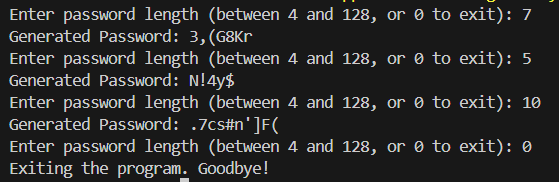 Enter password length (between 4 and 128, or 0 to exit): 7
Generated Password: 3,(G8Kr
Enter password length (between 4 and 128, or 0 to exit): 5
Generated Password: N!4y$
Enter password length (between 4 and 128, or 0 to exit): 10
Generated Password: .7cs#n']F(
Enter password length (between 4 and 128, or 0 to exit): 0
Exiting the program. Goodbye!